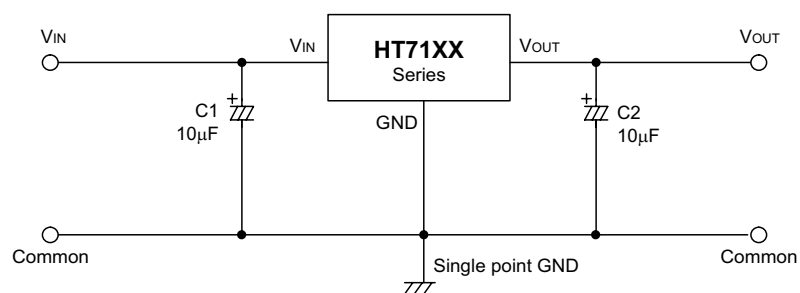 VIN
VIN
HT71XX
Series
VOUT
VOUT
C1
10μF
GND
C2
10μF
Common
Single point GND
Common